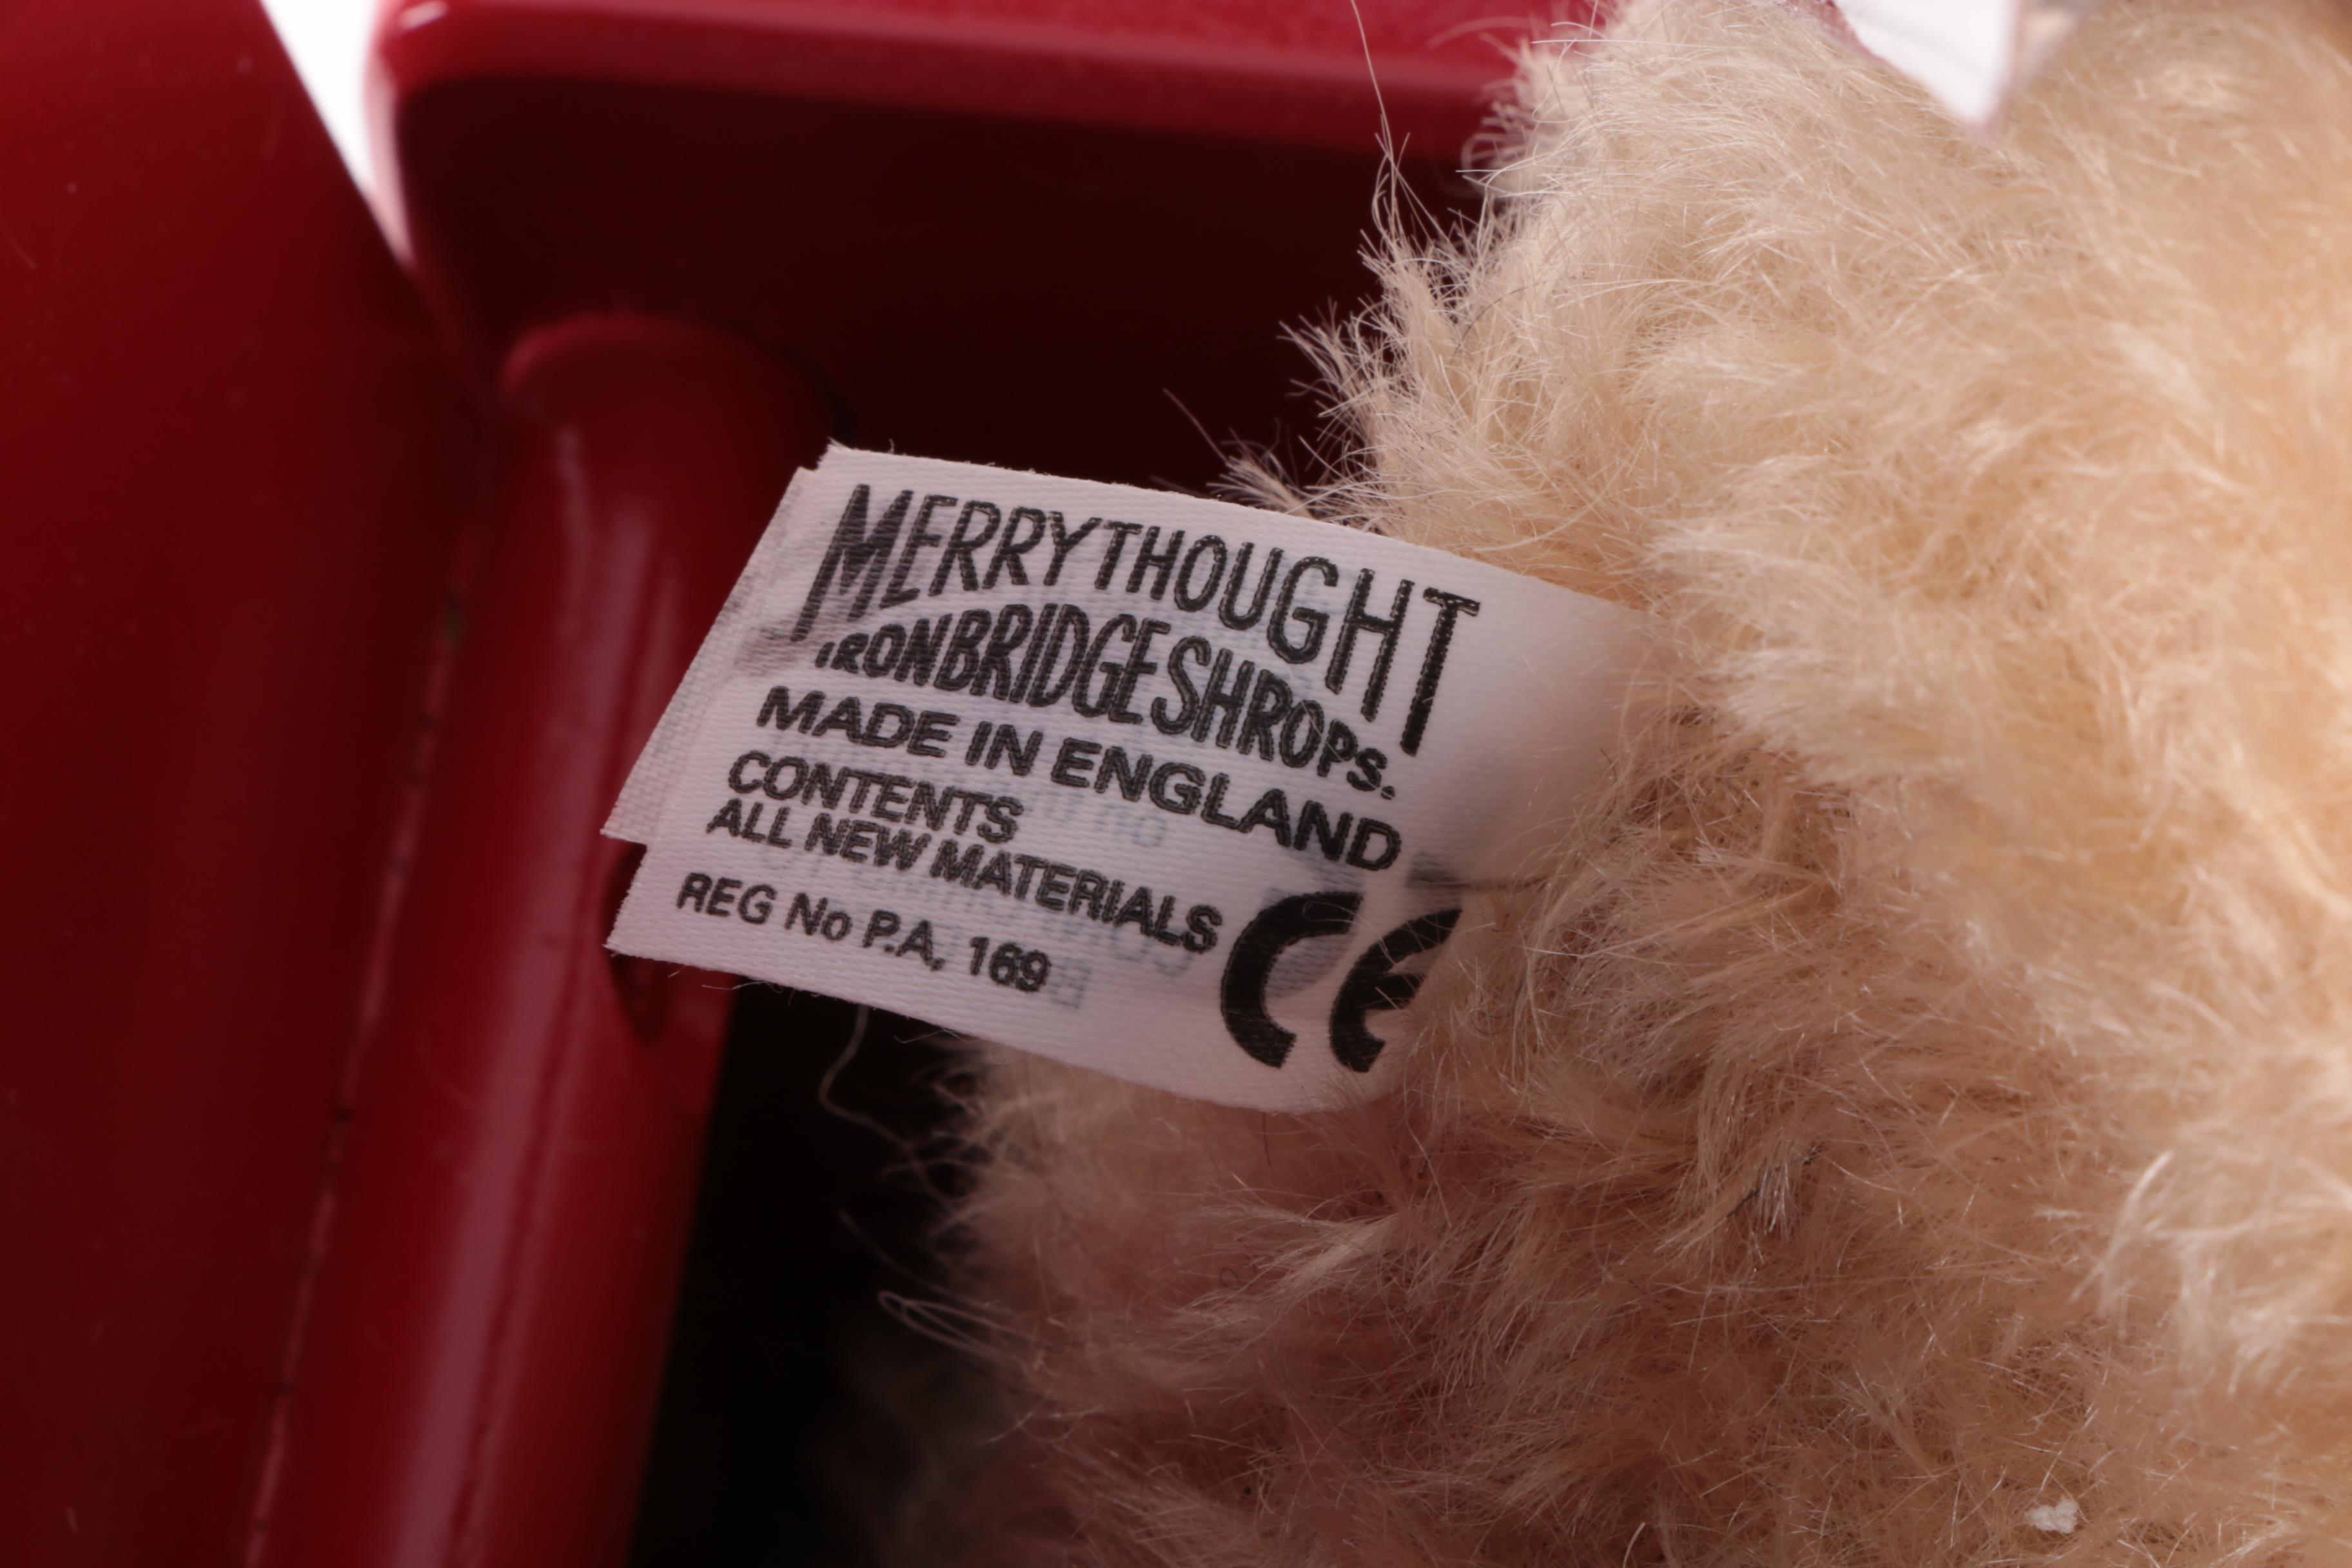 MERRYTHOUGHT
IRONBRIDGE SHROPS.
MADE IN ENGLAND
CONTENTS
ALL NEW MATERIALS
REG No P.A, 169
CE